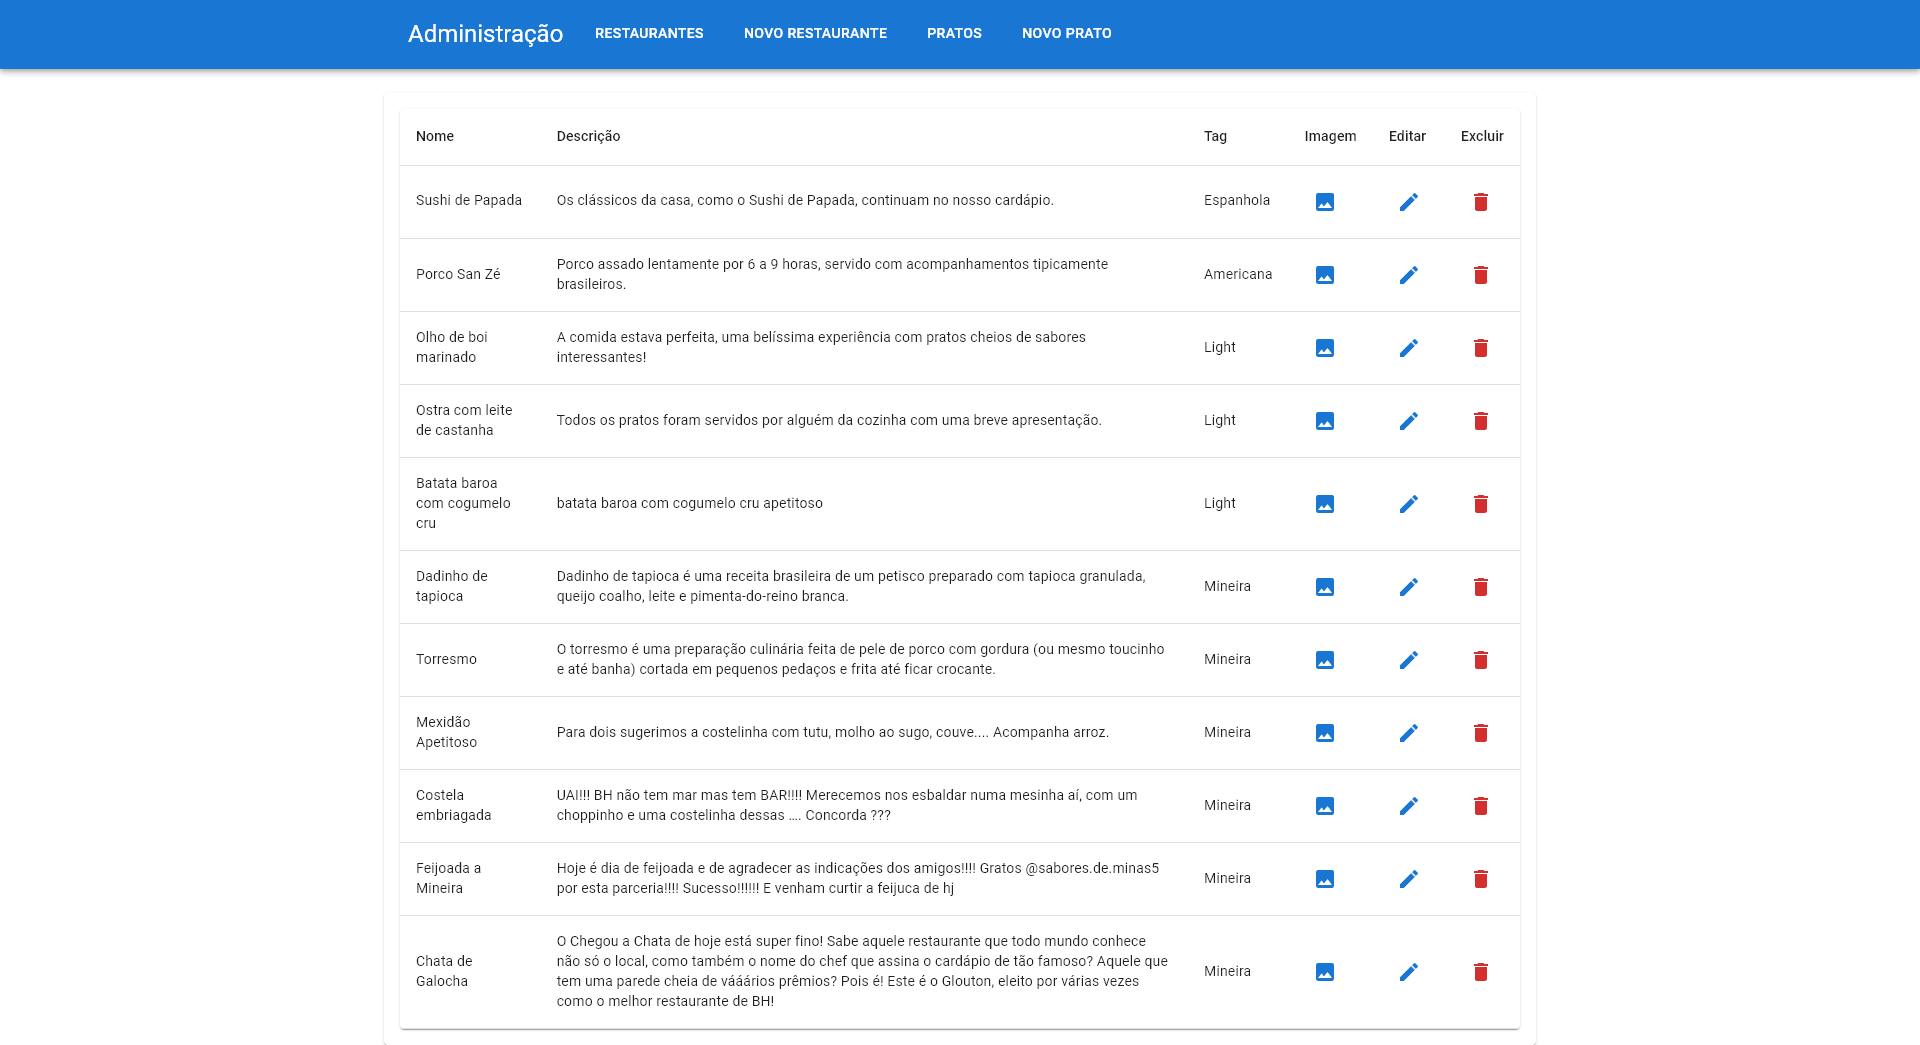 Administração RESTAURANTES NOVO RESTAURANTE PRATOS NOVO PRATO
Nome Descrição Tag Imagem Editar Excluir
Sushi de Papada Os clássicos da casa, como o Sushi de Papada, continuam no nosso cardápio. Espanhola
Porco San Zé
Porco assado lentamente por 6 a 9 horas, servido com acompanhamentos tipicamente
brasileiros.
Americana
Olho de boi
marinado
A comida estava perfeita, uma belíssima experiência com pratos cheios de sabores
interessantes!
Light
Ostra com leite
de castanha
Todos os pratos foram servidos por alguém da cozinha com uma breve apresentação.
Light
Batata baroa
com cogumelo
cru
batata baroa com cogumelo cru apetitoso
Light
Dadinho de
tapioca
Dadinho de tapioca é uma receita brasileira de um petisco preparado com tapioca granulada,
queijo coalho, leite e pimenta-do-reino branca.
Mineira
Torresmo
O torresmo é uma preparação culinária feita de pele de porco com gordura (ou mesmo toucinho
e até banha) cortada em pequenos pedaços e frita até ficar crocante.
Mineira
Mexidão
Apetitoso
Para dois sugerimos a costelinha com tutu, molho ao sugo, couve.... Acompanha arroz.
Mineira
Costela
embriagada
UAI!!!! BH não tem mar mas tem BAR!!!! Merecemos nos esbaldar numa mesinha aí, com um
choppinho e uma costelinha dessas .... Concorda ???
Mineira
Feijoada a
Mineira
Hoje é dia de feijoada e de agradecer as indicações dos amigos!!!! Gratos @sabores.de.minas5
por esta parceria!!!! Sucesso!!!!!! E venham curtir a feijuca de hj
Mineira
Chata de
Galocha
O Chegou a Chata de hoje está super fino! Sabe aquele restaurante que todo mundo conhece
não só o local, como também o nome do chef que assina o cardápio de tão famoso? Aquele que
tem uma parede cheia de vááários prêmios? Pois é! Este é o Glouton, eleito por várias vezes
como o melhor restaurante de BH!
Mineira